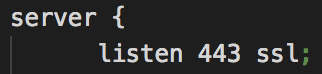 server {
listen 443 ssl;